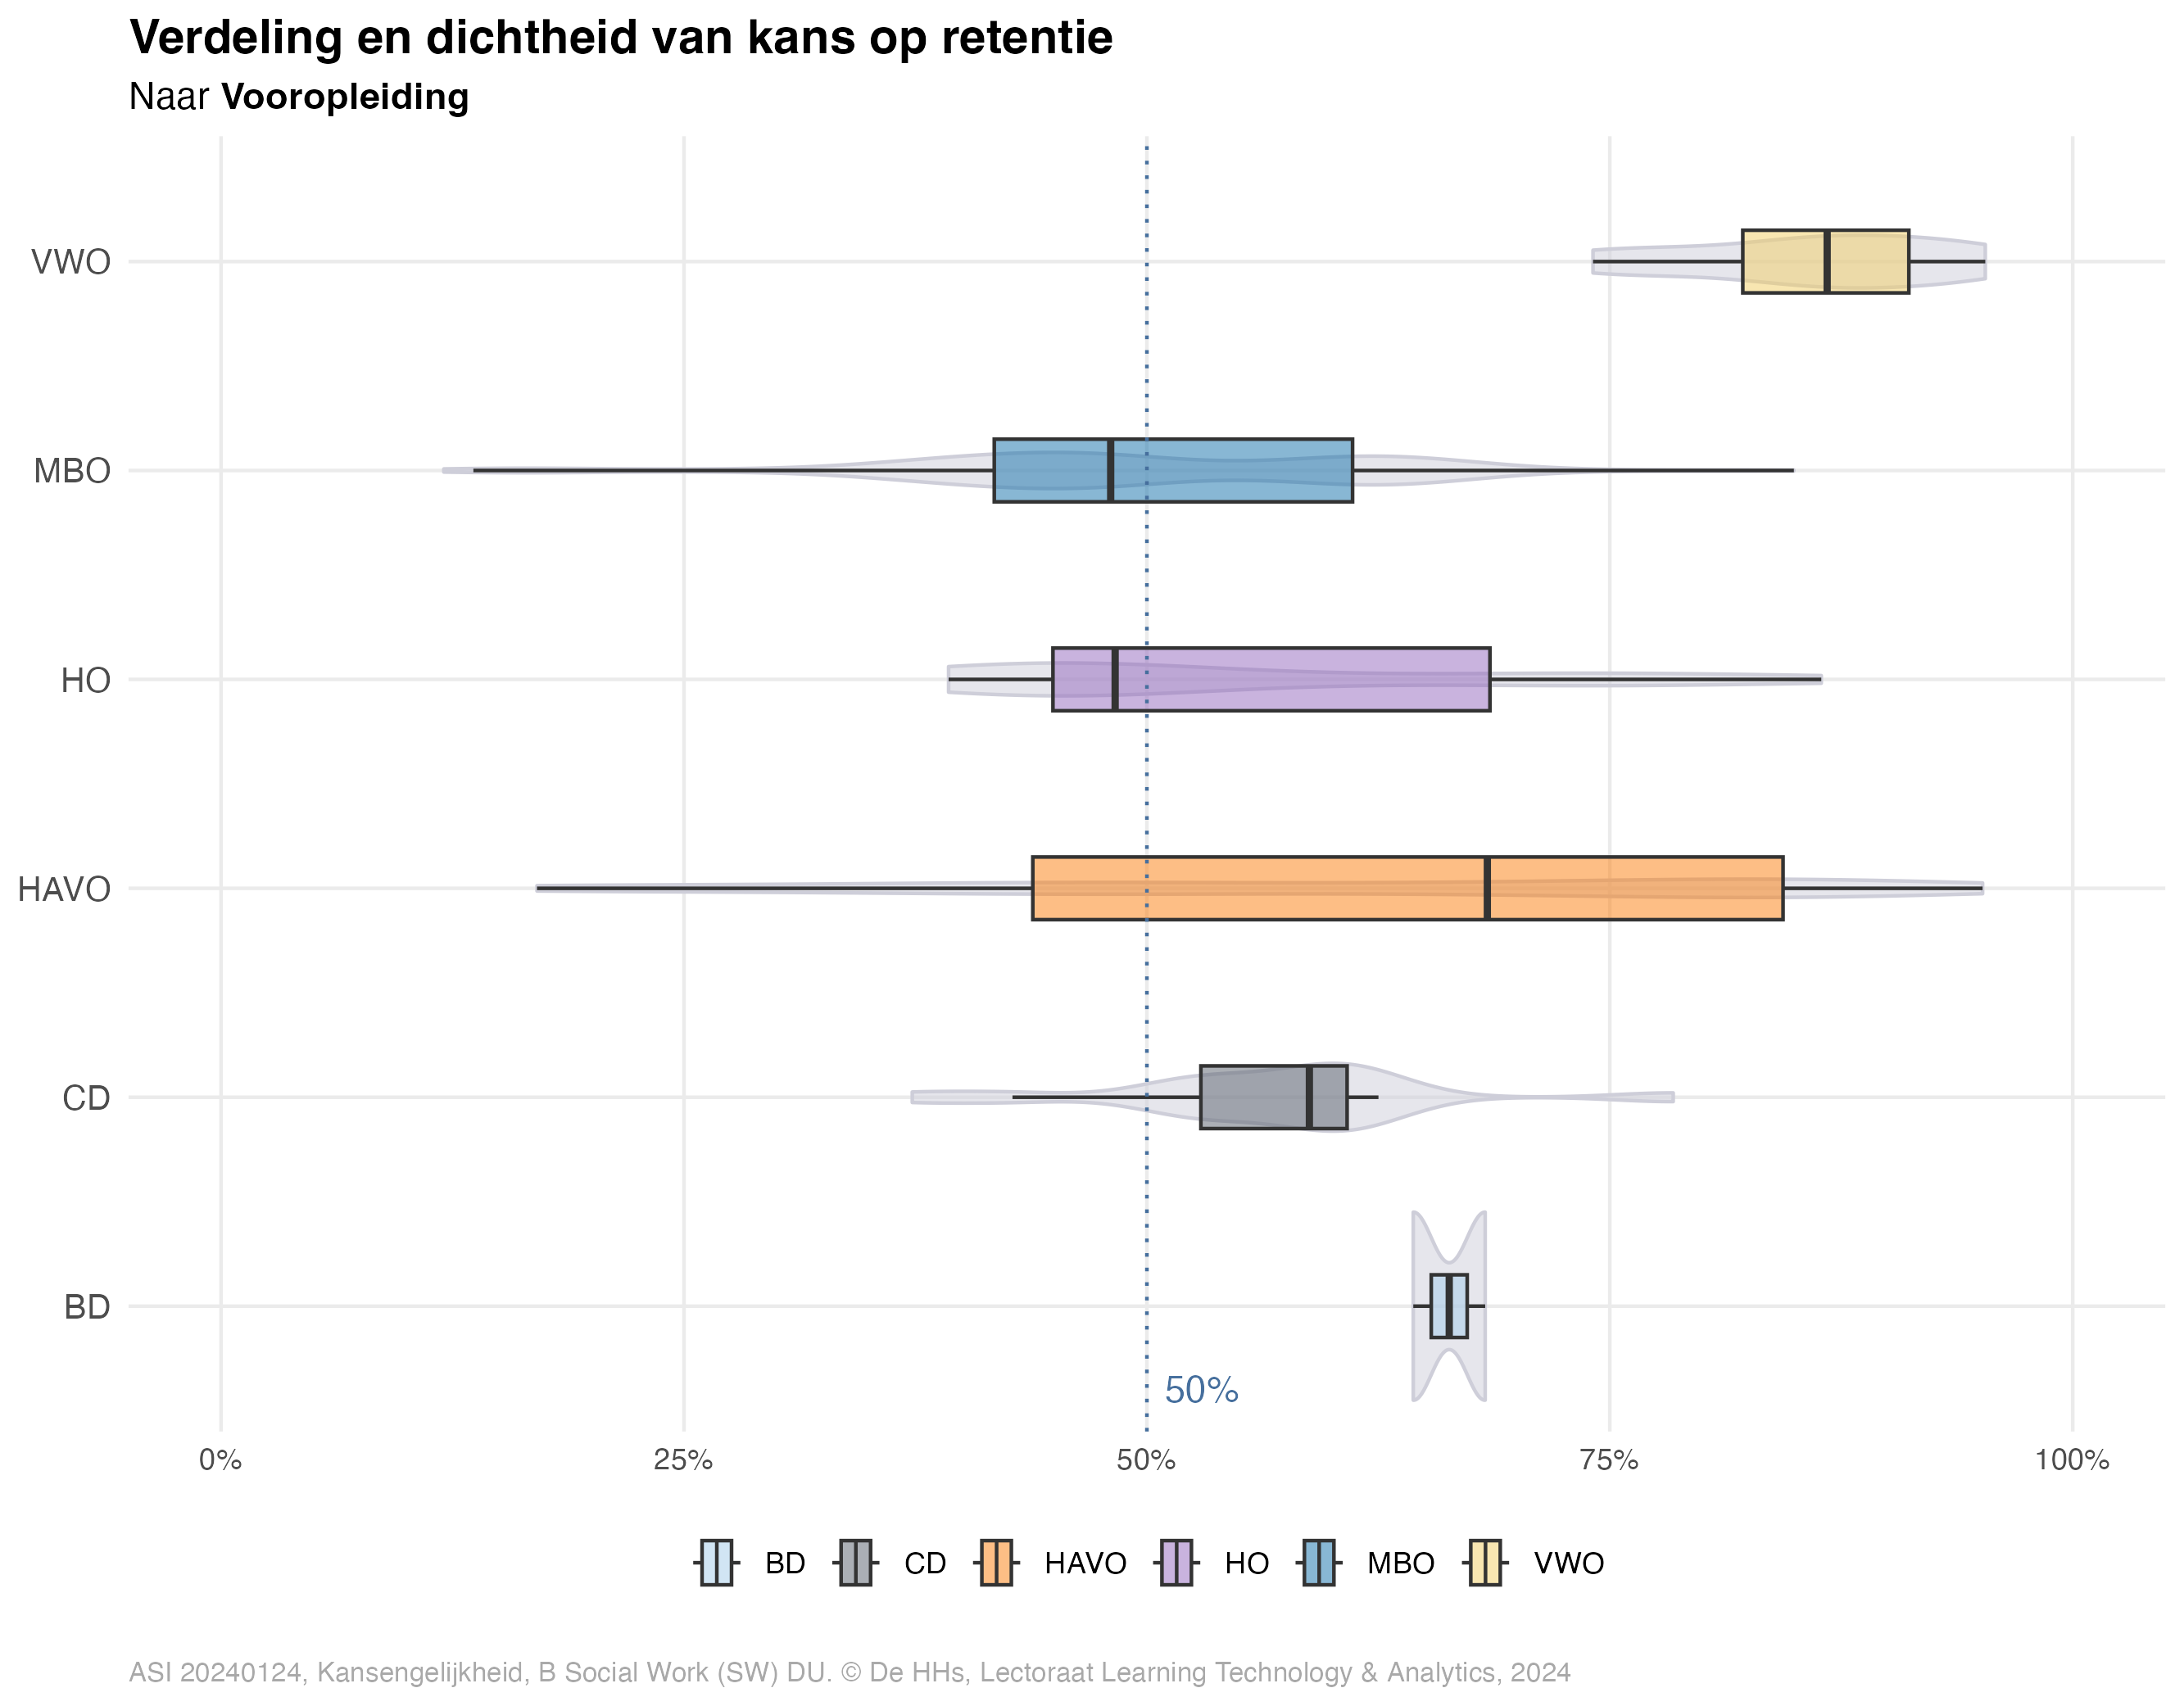 Verdeling en dichtheid van kans op retentie
Naar Vooropleiding
VWO
MBO
HO
HAVO
CD
BD
50%
0% 25% 50% 75% 100%
BD CD HAVO HO MBO VWO
ASI 20240124, Kansengelijkheid, B Social Work (SW) DU. © De HHs, Lectoraat Learning Technology & Analytics, 2024